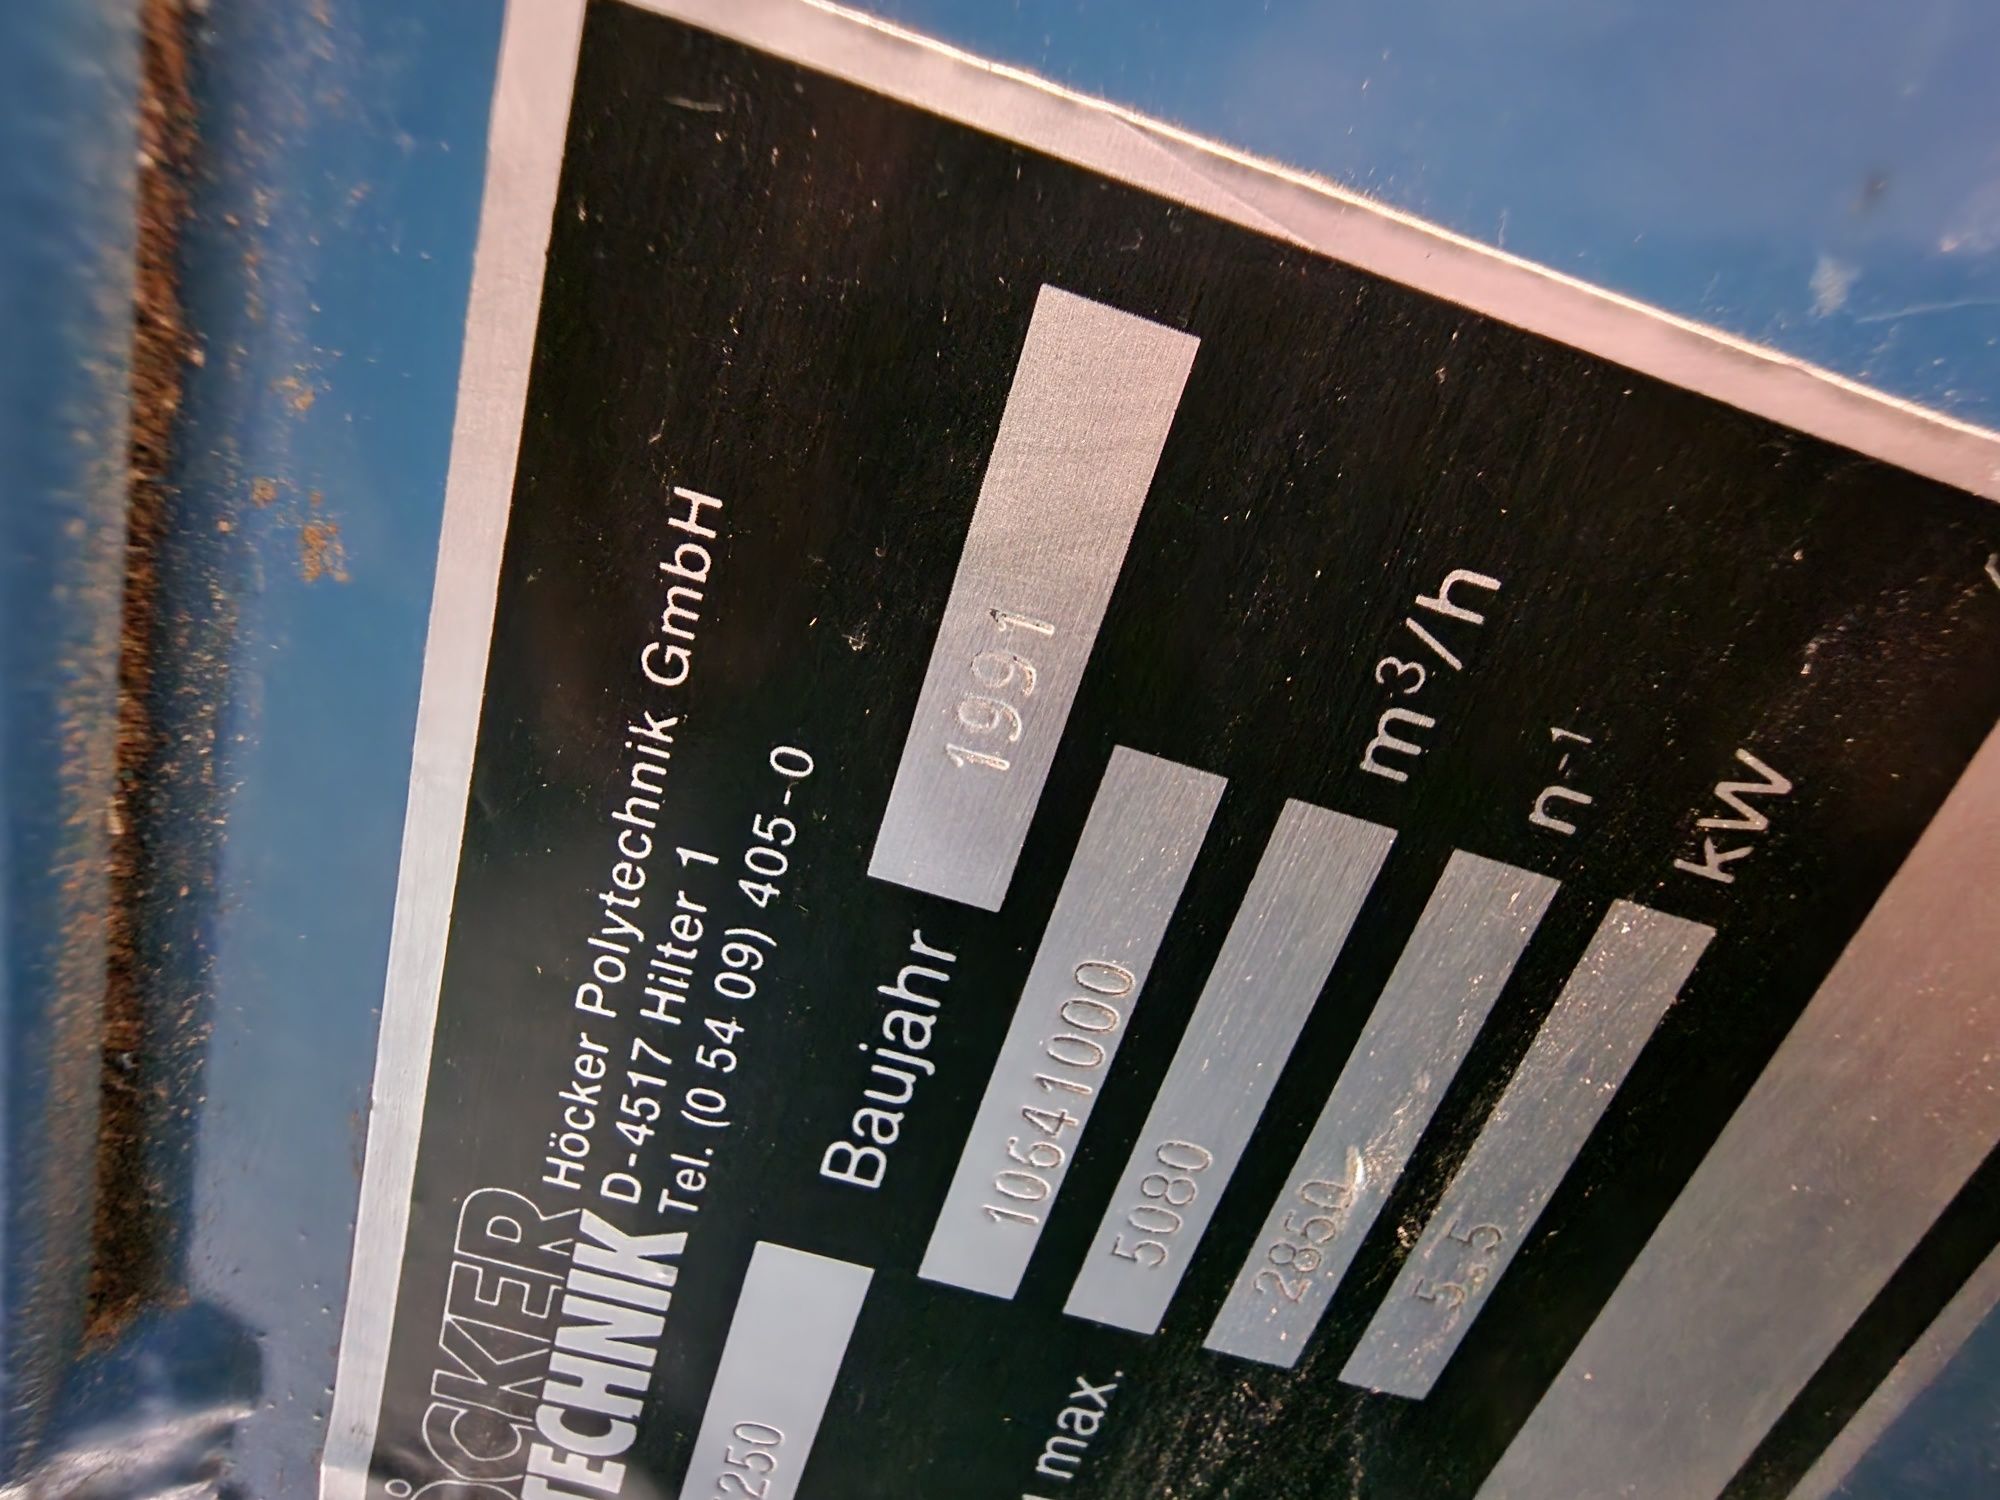 ÖCKER
TECHNIK
Höcker Polytechnik GmbH
D-4517 Hilter 1
Tel. (0 54 09) 405-0
250
Baujahr 1991
10641000
max. 5080 m³/h
2850 n⁻¹
5.5 kW